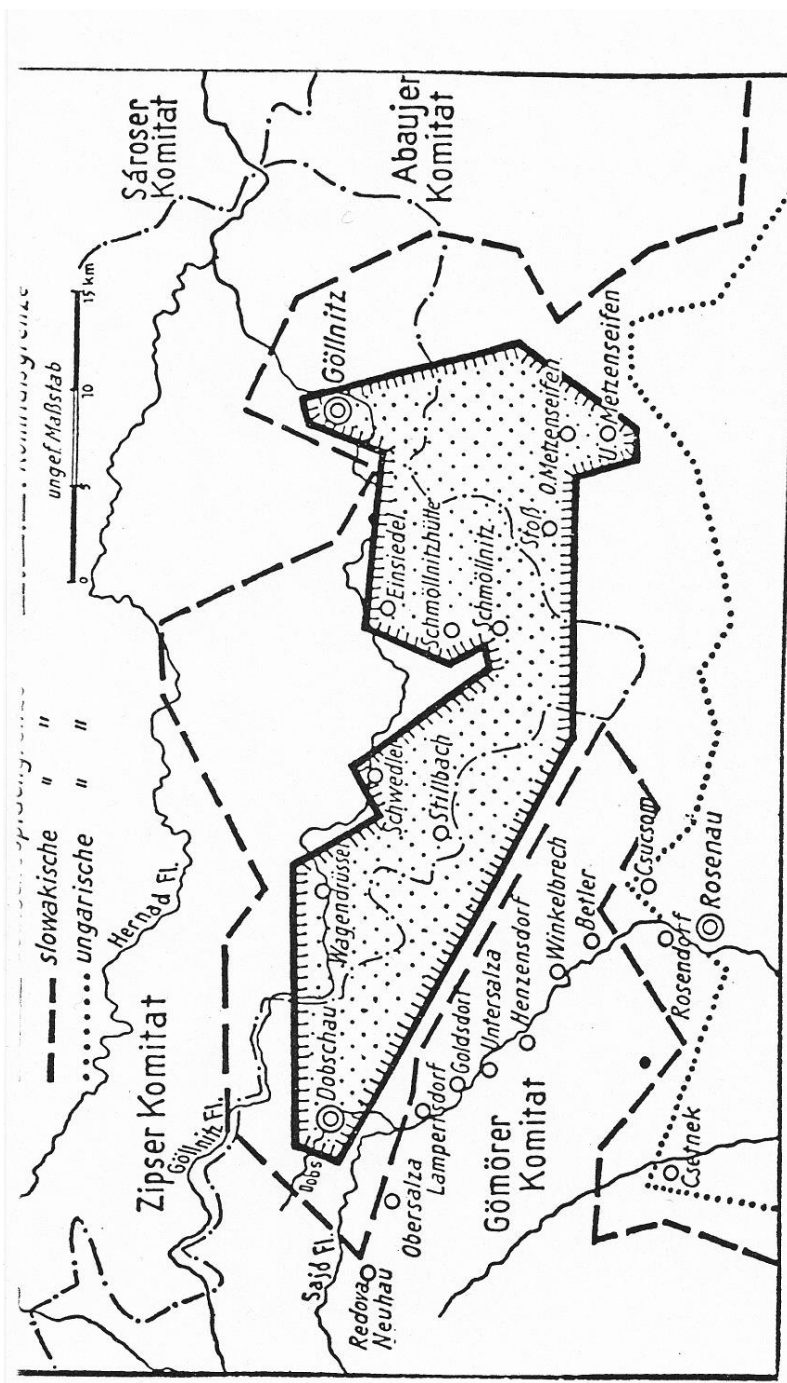 slowakische " "
ungarische " "
ungef. Maßstab
0 5 10 15 km
Sároser
Komitat
Abaujer
Komitat
Zipser Komitat
Hernad Fl.
Göllnitz Fl.
Göllnitz
Dobs
Dobschau
Wagendrüssel
Schwedler
Einsiedel
Schmöllnitzhütte
Schmöllnitz
Stillbach
Stoß
O.Metzenseifen
U. Metzenseifen
Sajó Fl.
Redova
Neuhau
Obersalza
Lampertsdorf
Goldsdorf
Untersalza
Henzensdorf
Winkelbrech
Betler
Csucsom
Rosendorf
Rosenau
Gömörer
Komitat
Csetnek